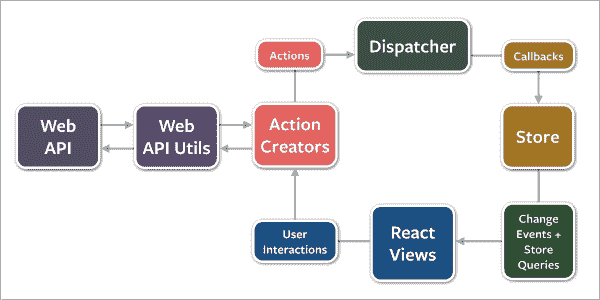 Actions
Dispatcher
Callbacks
Web
API
Web
API Utils
Action
Creators
Store
User
Interactions
React
Views
Change
Events +
Store
Queries